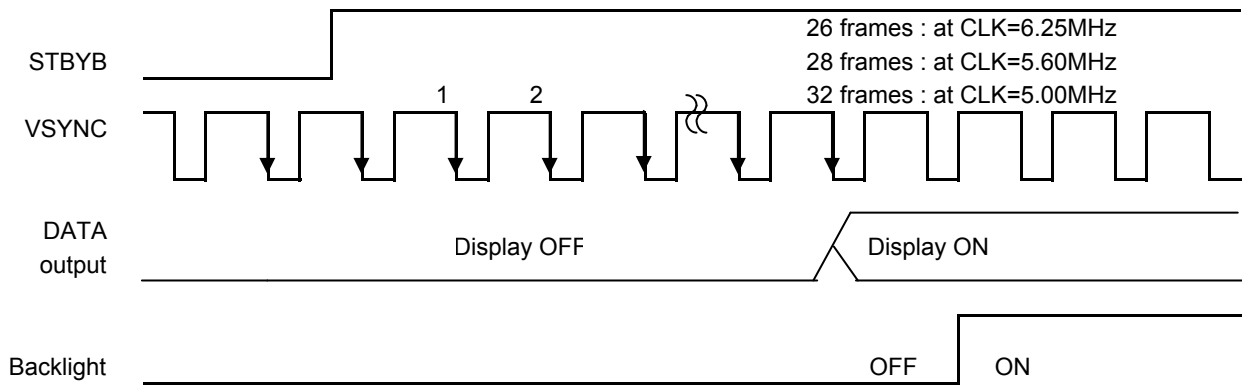 26 frames : at CLK=6.25MHz
STBYB
28 frames : at CLK=5.60MHz
1 2
32 frames : at CLK=5.00MHz
VSYNC
DATA
output
Display OFF
Display ON
Backlight
OFF
ON